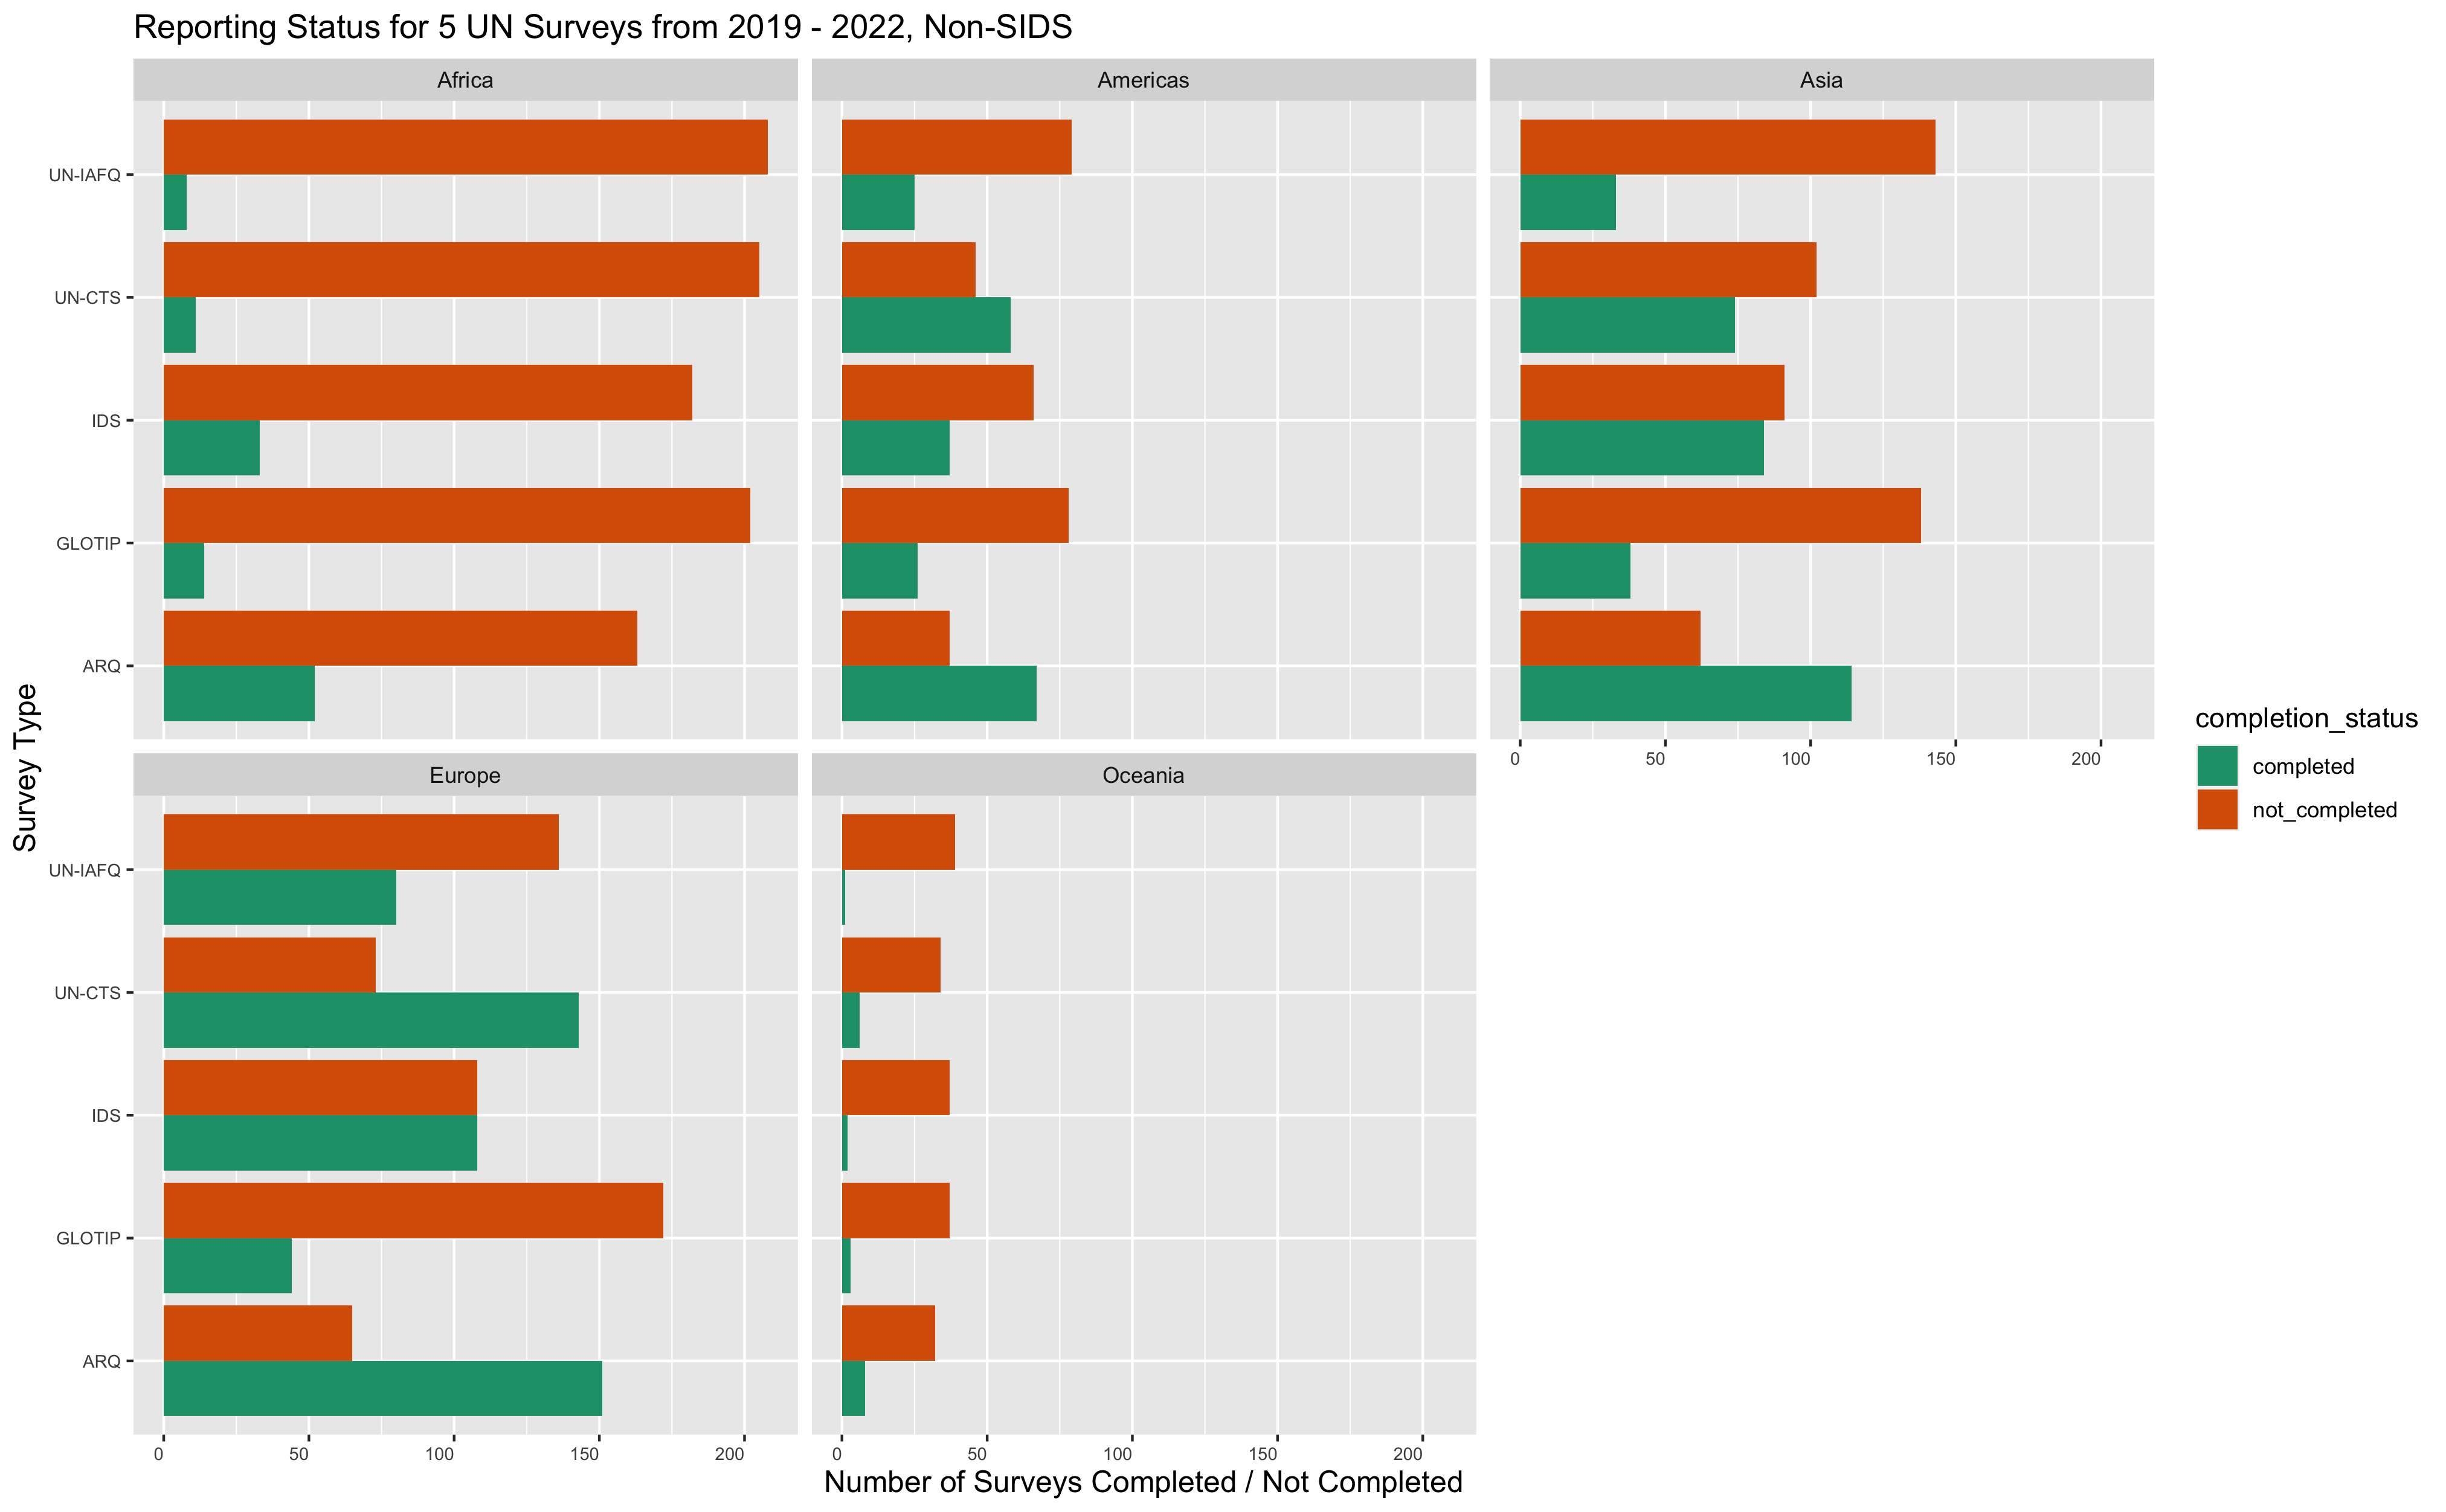 Reporting Status for 5 UN Surveys from 2019 - 2022, Non-SIDS
Africa
Americas
Asia
UN-IAFQ
UN-CTS
IDS
GLOTIP
ARQ
0 50 100 150 200
Europe
Oceania
UN-IAFQ
UN-CTS
IDS
GLOTIP
ARQ
0 50 100 150 200
0 50 100 150 200
Survey Type
Number of Surveys Completed / Not Completed
completion_status
completed
not_completed